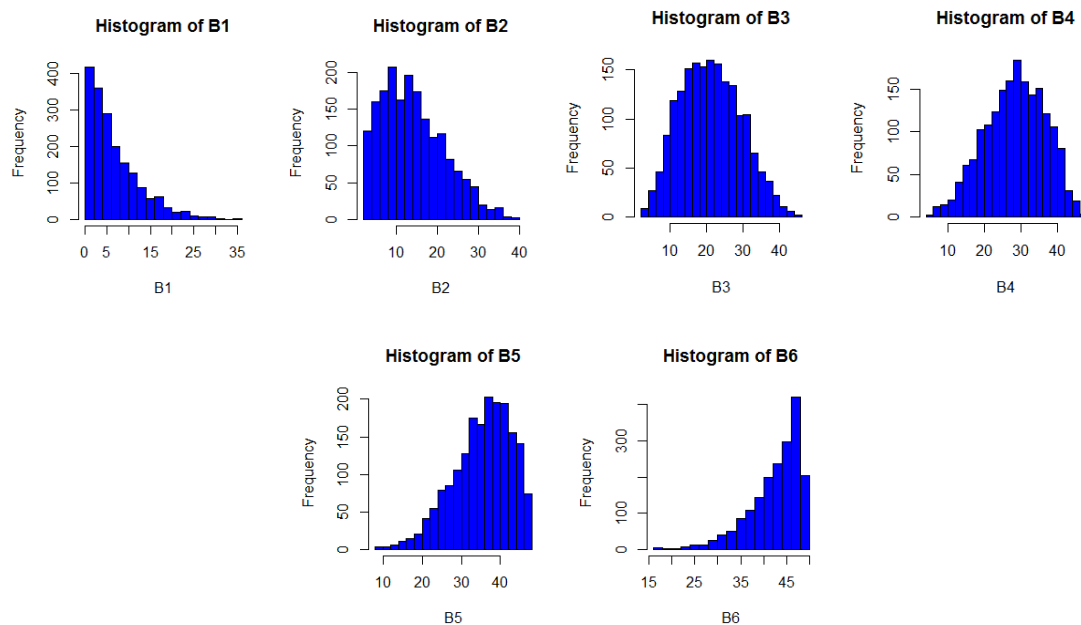 Histogram of B1
Frequency
0 100 200 300 400
0 5 15 25 35
B1
Histogram of B2
Frequency
0 50 100 150 200
10 20 30 40
B2
Histogram of B3
Frequency
0 50 100 150
10 20 30 40
B3
Histogram of B4
Frequency
0 50 100 150
10 20 30 40
B4
Histogram of B5
Frequency
0 50 100 150 200
10 20 30 40
B5
Histogram of B6
Frequency
0 100 300
15 25 35 45
B6